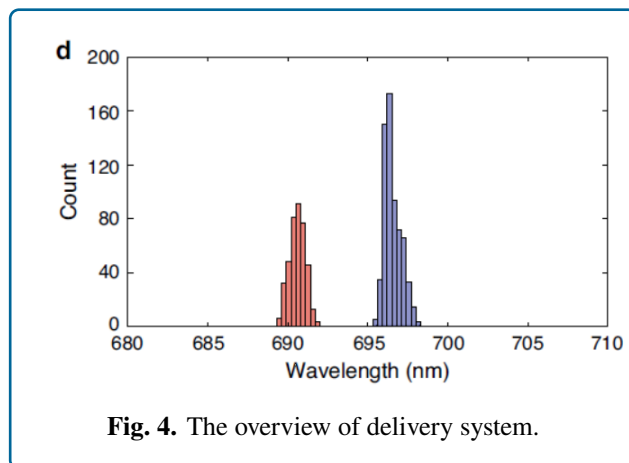 d
200
160
120
80
40
0
Count
680 685 690 695 700 705 710
Wavelength (nm)
Fig. 4. The overview of delivery system.